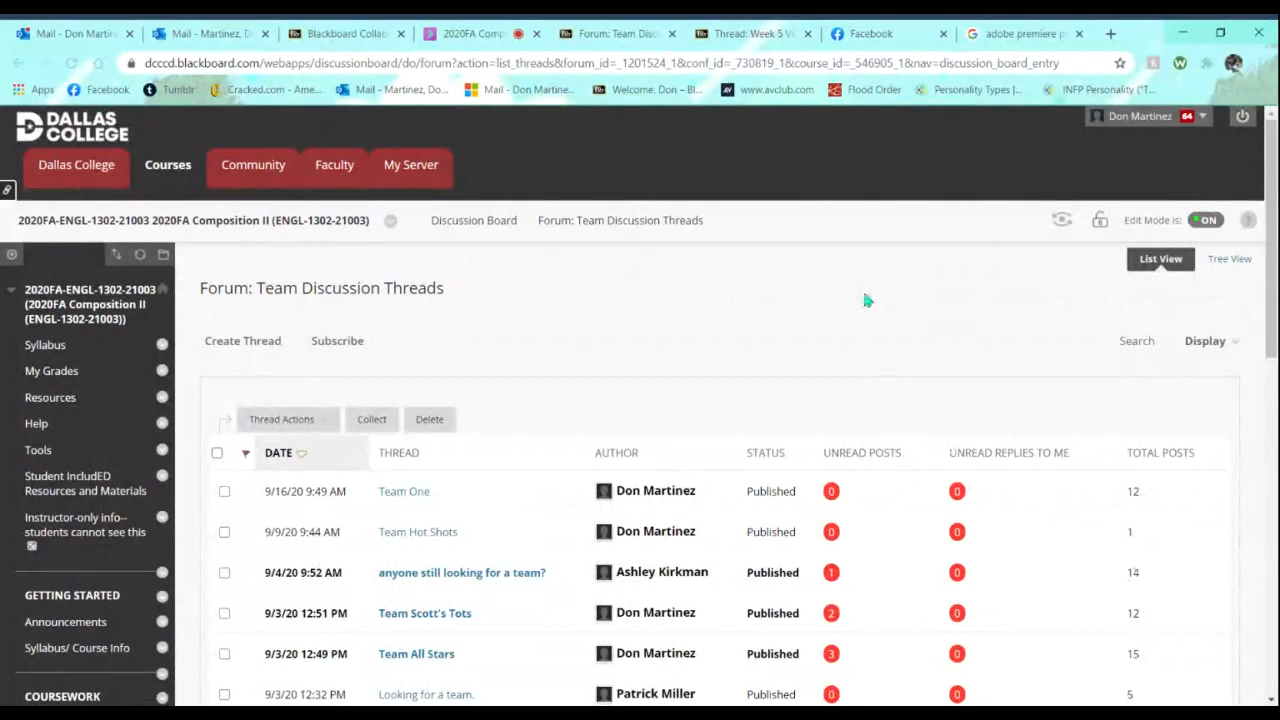 Mail - Don Martine
Mail - Martinez, D
Blackboard Collab
2020FA Comp
Forum: Team Disc
Thread: Week 5 Vi
Facebook
adobe premiere p
dcccd.blackboard.com/webapps/discussionboard/do/forum?action=list_threads&forum_id=_1201524_1&conf_id=_730819_1&course_id=_546905_1&nav=discussion_board_entry
Apps
Facebook
Tumblr
Cracked.com - Ame...
Mail - Martinez, Do...
Mail - Don Martine...
Welcome, Don – Bl...
www.avclub.com
Flood Order
Personality Types |...
INFP Personality ("T...
DALLAS
COLLEGE
Don Martinez 64
Dallas College
Courses
Community
Faculty
My Server
2020FA-ENGL-1302-21003 2020FA Composition II (ENGL-1302-21003)
Discussion Board
Forum: Team Discussion Threads
Edit Mode is: ON
?
List View
Tree View
2020FA-ENGL-1302-21003
(2020FA Composition II
(ENGL-1302-21003))
Syllabus
My Grades
Resources
Help
Tools
Student IncludED
Resources and Materials
Instructor-only info--
students cannot see this
GETTING STARTED
Announcements
Syllabus/ Course Info
COURSEWORK
Forum: Team Discussion Threads
Create Thread
Subscribe
Search
Display
Thread Actions
Collect
Delete
DATE THREAD AUTHOR STATUS UNREAD POSTS UNREAD REPLIES TO ME TOTAL POSTS
9/16/20 9:49 AM Team One Don Martinez Published 0 0 12
9/9/20 9:44 AM Team Hot Shots Don Martinez Published 0 0 1
9/4/20 9:52 AM anyone still looking for a team? Ashley Kirkman Published 1 0 14
9/3/20 12:51 PM Team Scott's Tots Don Martinez Published 2 0 12
9/3/20 12:49 PM Team All Stars Don Martinez Published 3 0 15
9/3/20 12:32 PM Looking for a team. Patrick Miller Published 0 0 5